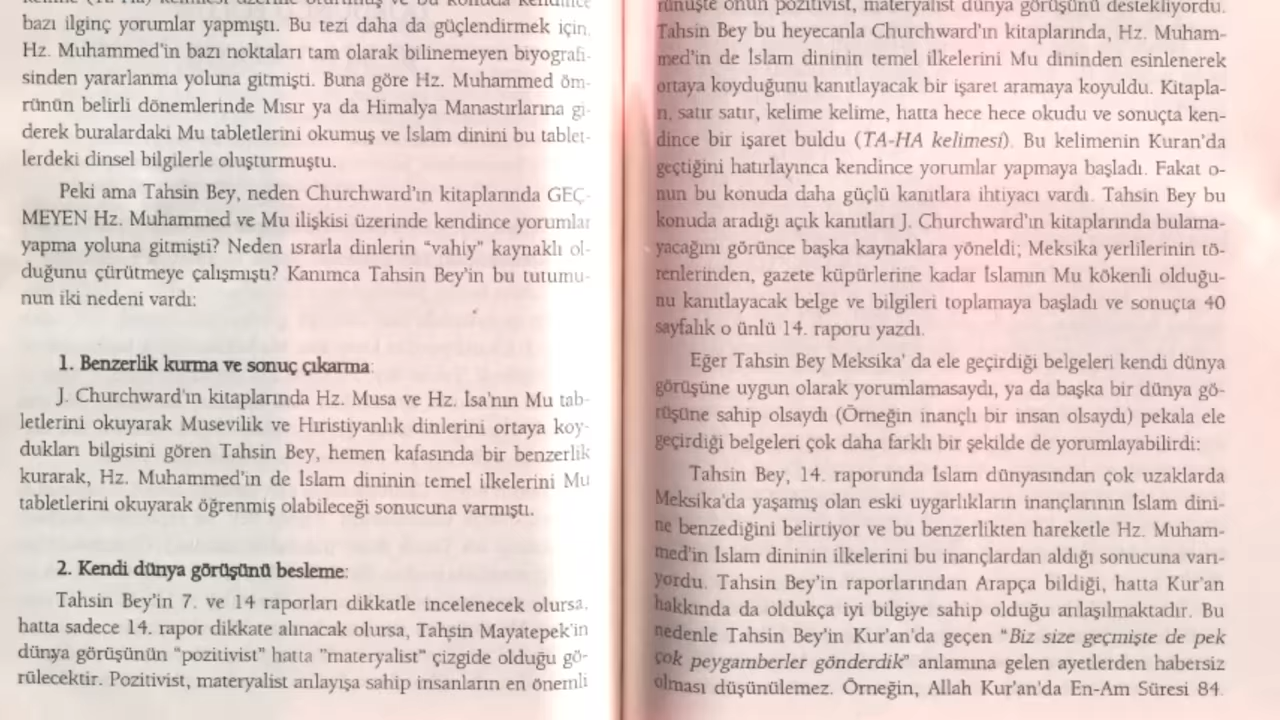 bazı ilginç yorumlar yapmıştı. Bu tezi daha da güçlendirmek için,
Hz. Muhammed'in bazı noktaları tam olarak bilinemeyen biyografi-
sinden yararlanma yoluna gitmişti. Buna göre Hz. Muhammed öm-
rünün belirli dönemlerinde Mısır ya da Himalya Manastırlarına gi-
derek buralardaki Mu tabletlerini okumuş ve İslam dinini bu tablet-
lerdeki dinsel bilgilerle oluşturmuştu.
Peki ama Tahsin Bey, neden Churchward'ın kitaplarında GEÇ-
MEYEN Hz. Muhammed ve Mu ilişkisi üzerinde kendince yorumlar
yapma yoluna gitmişti? Neden ısrarla dinlerin "vahiy" kaynaklı ol-
duğunu çürütmeye çalışmıştı? Kanımca Tahsin Bey'in bu tutumu-
nun iki nedeni vardı:
1. Benzerlik kurma ve sonuç çıkarma:
J. Churchward'ın kitaplarında Hz. Musa ve Hz. İsa'nın Mu tab-
letlerini okuyarak Musevilik ve Hıristiyanlık dinlerini ortaya koy-
dukları bilgisini gören Tahsin Bey, hemen kafasında bir benzerlik
kurarak, Hz. Muhammed'in de İslam dininin temel ilkelerini Mu
tabletlerini okuyarak öğrenmiş olabileceği sonucuna varmıştı.
2. Kendi dünya görüşünü besleme:
Tahsin Bey'in 7. ve 14 raporları dikkatle incelenecek olursa,
hatta sadece 14. rapor dikkate alınacak olursa, Tahsin Mayatepek'in
dünya görüşünün "pozitivist" hatta "materyalist" çizgide olduğu gö-
rülecektir. Pozitivist, materyalist anlayışa sahip insanların en önemli
rünüşte onun pozitivist, materyalist dünya görüşünü destekliyordu.
Tahsin Bey bu heyecanla Churchward'ın kitaplarında, Hz. Muham-
med'in de İslam dininin temel ilkelerini Mu dininden esinlenerek
ortaya koyduğunu kanıtlayacak bir işaret aramaya koyuldu. Kitapla-
rı, satır satır, kelime kelime, hatta hece hece okudu ve sonuçta ken-
dince bir işaret buldu (TA-HA kelimesi). Bu kelimenin Kuran'da
geçtiğini hatırlayınca kendince yorumlar yapmaya başladı. Fakat o-
nun bu konuda daha güçlü kanıtlara ihtiyacı vardı. Tahsin Bey bu
konuda aradığı açık kanıtları J. Churchward'ın kitaplarında bulama-
yacağını görünce başka kaynaklara yöneldi; Meksika yerlilerinin tö-
renlerinden, gazete küpürlerine kadar İslamın Mu kökenli olduğu-
nu kanıtlayacak belge ve bilgileri toplamaya başladı ve sonuçta 40
sayfalık o ünlü 14. raporu yazdı.
Eğer Tahsin Bey Meksika' da ele geçirdiği belgeleri kendi dünya
görüşüne uygun olarak yorumlamasaydı, ya da başka bir dünya gö-
rüşüne sahip olsaydı (Örneğin inançlı bir insan olsaydı) pekala ele
geçirdiği belgeleri çok daha farklı bir şekilde de yorumlayabilirdi:
Tahsin Bey, 14. raporunda İslam dünyasından çok uzaklarda
Meksika'da yaşamış olan eski uygarlıkların inançlarının İslam dini-
ne benzediğini belirtiyor ve bu benzerlikten hareketle Hz. Muham-
med'in İslam dininin ilkelerini bu inançlardan aldığı sonucuna varı-
yordu. Tahsin Bey'in raporlarından Arapça bildiği, hatta Kur'an
hakkında da oldukça iyi bilgiye sahip olduğu anlaşılmaktadır. Bu
nedenle Tahsin Bey'in Kur'an'da geçen "Biz size geçmişte de pek
çok peygamberler gönderdik" anlamına gelen ayetlerden habersiz
olması düşünülemez. Örneğin, Allah Kur'an'da En-Am Sûresi 84.